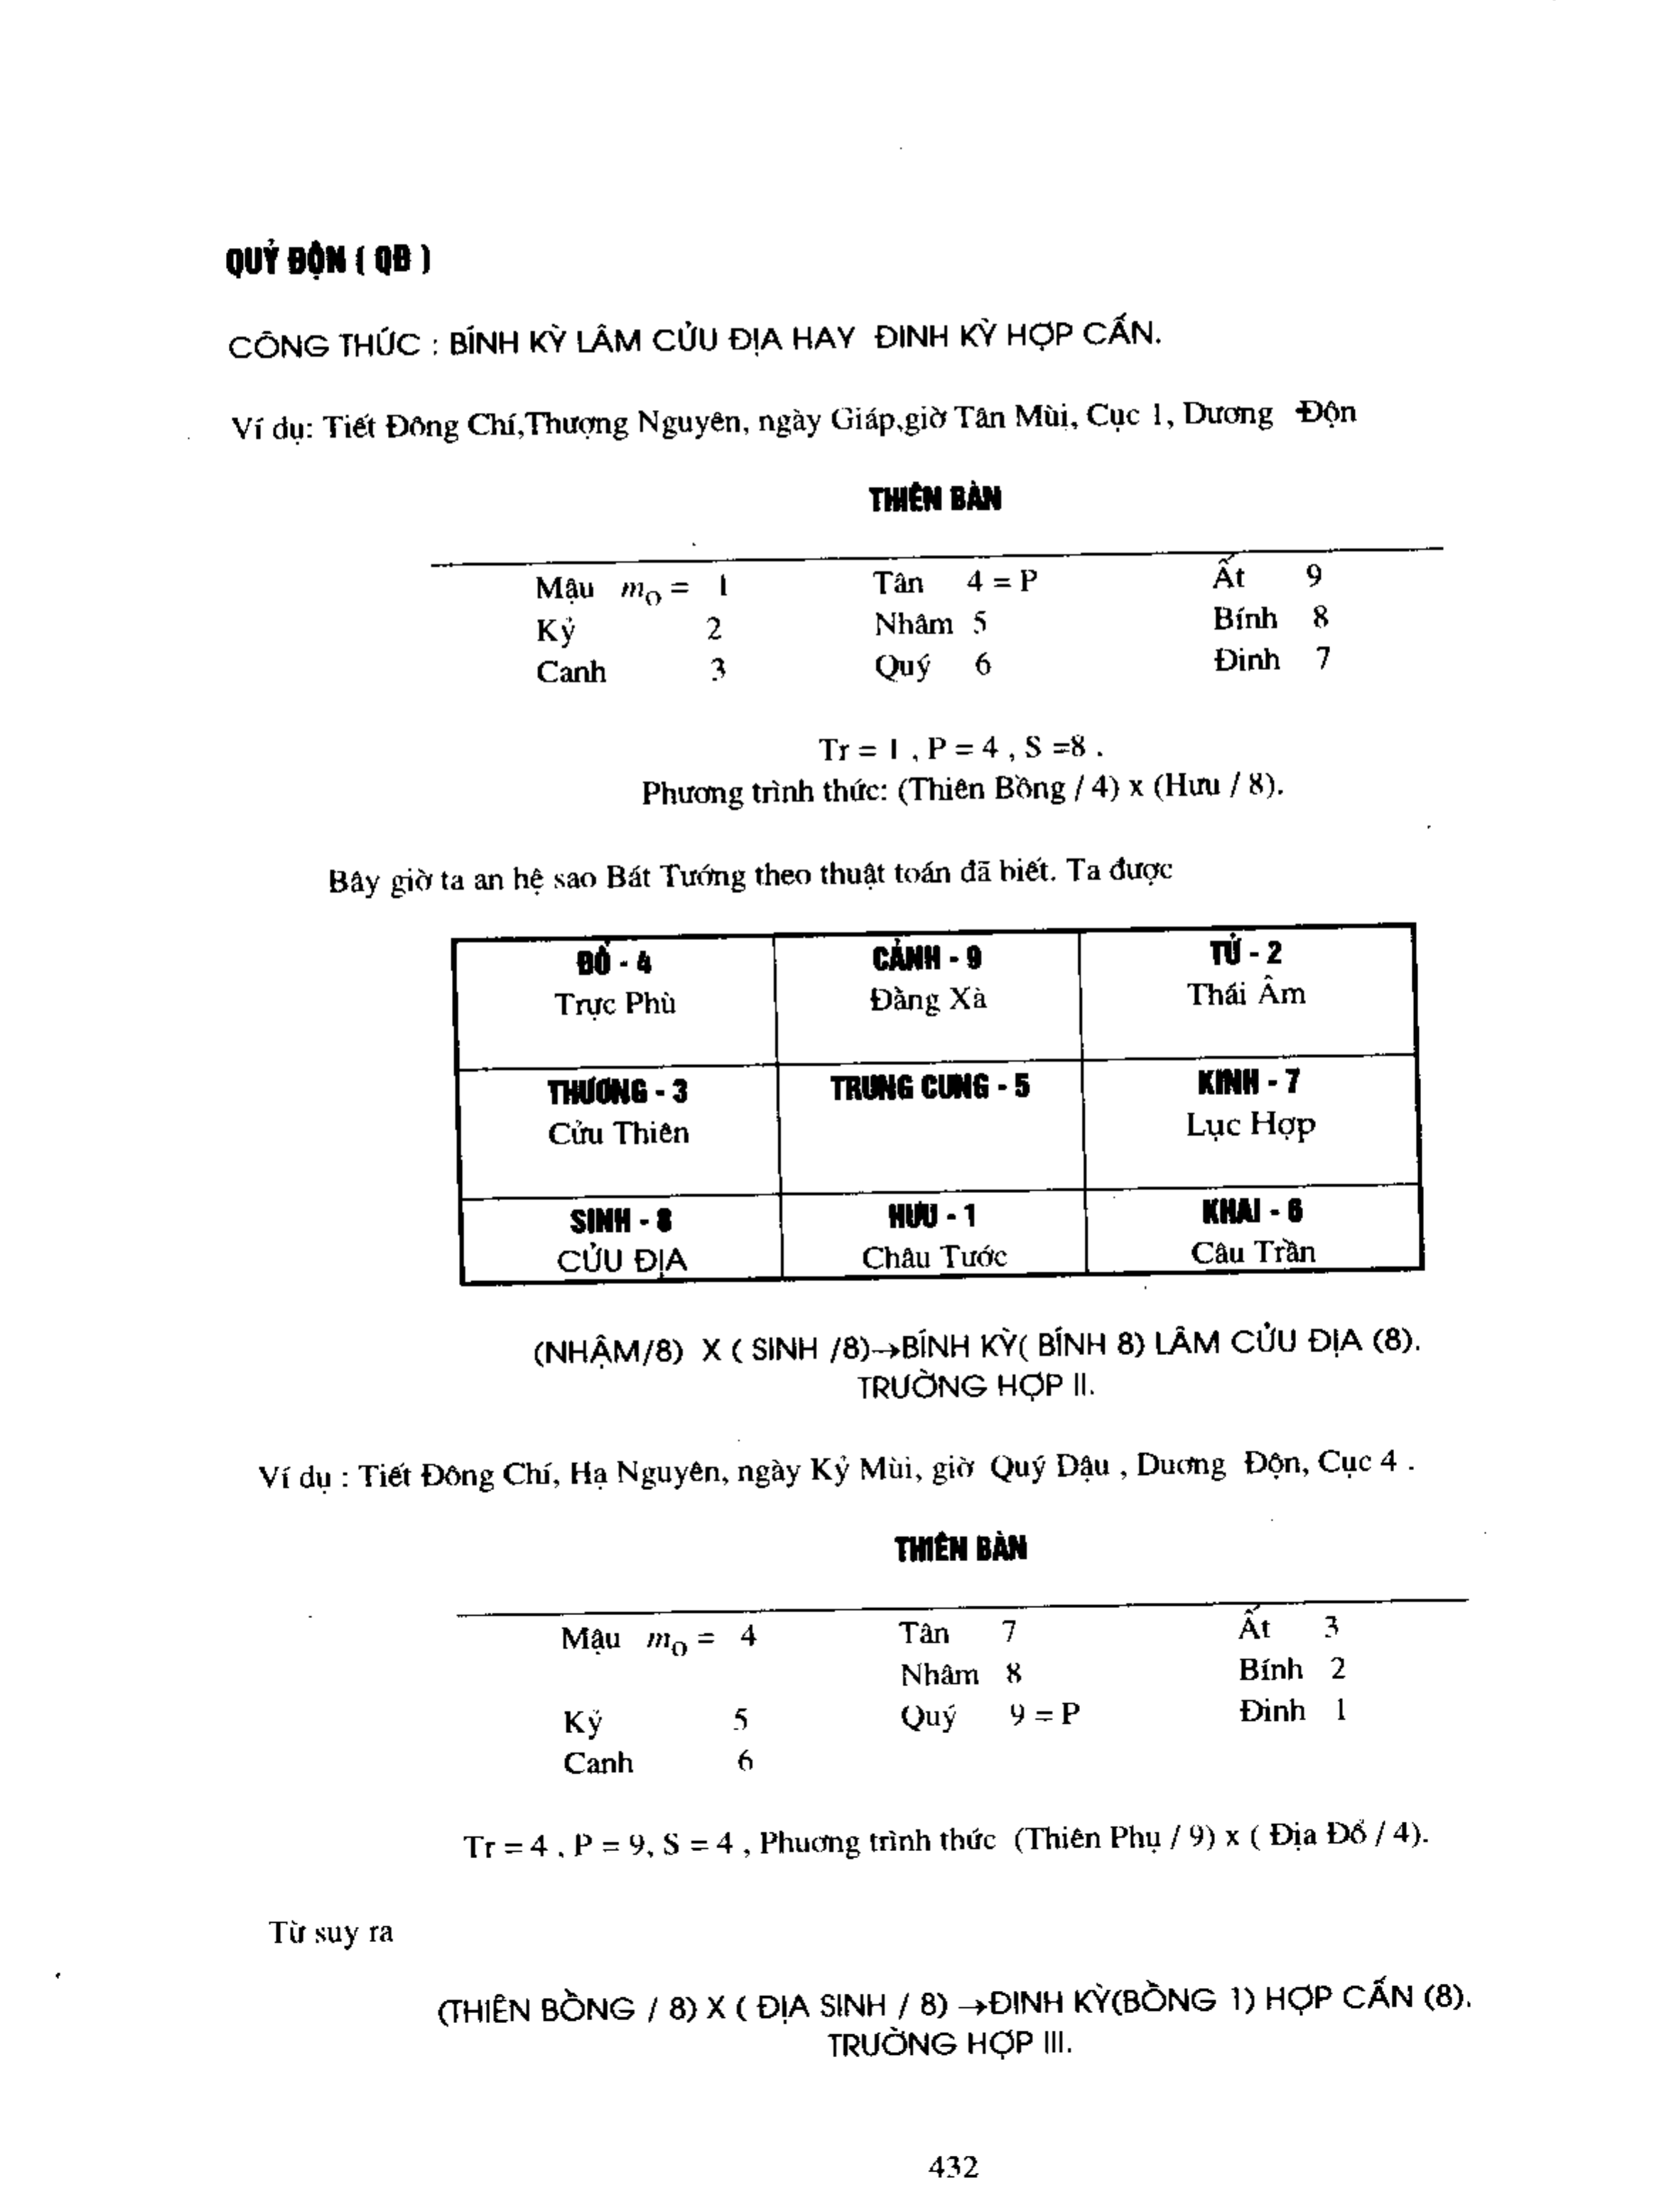 QUỶ ĐỘN ( QĐ )
CÔNG THỨC : BÍNH KỲ LÂM CỬU ĐỊA HAY ĐINH KỲ HỢP CẤN.
Ví dụ: Tiết Đông Chí,Thượng Nguyên, ngày Giáp,giờ Tân Mùi, Cục 1, Dương Độn
THIÊN BÀN
Mậu m₀ = 1 Tân 4 = P Ất 9
Kỷ 2 Nhâm 5 Bính 8
Canh 3 Quý 6 Đinh 7
Tr = 1 , P = 4 , S =8 .
Phương trình thức: (Thiên Bồng / 4) x (Hưu / 8).
Bây giờ ta an hệ sao Bát Tướng theo thuật toán đã biết. Ta được
ĐỖ - 4 CẢNH - 9 TỬ - 2
Trực Phù Đằng Xà Thái Âm
THƯƠNG - 3 TRUNG CUNG - 5 KINH - 7
Cửu Thiên Lục Hợp
SINH - 8 HƯU - 1 KHAI - 6
CỬU ĐỊA Châu Tước Câu Trần
(NHẬM/8) X ( SINH /8)→BÍNH KỲ( BÍNH 8) LÂM CỬU ĐỊA (8).
TRƯỜNG HỢP II.
Ví dụ : Tiết Đông Chí, Hạ Nguyên, ngày Kỷ Mùi, giờ Quý Dậu , Dương Độn, Cục 4 .
THIÊN BÀN
Mậu m₀ = 4 Tân 7 Ất 3
Nhâm 8 Bính 2
Kỷ 5 Quý 9 = P Đinh 1
Canh 6
Tr = 4 , P = 9, S = 4 , Phương trình thức (Thiên Phụ / 9) x ( Địa Đổ / 4).
Từ suy ra
(THIÊN BỒNG / 8) X ( ĐỊA SINH / 8) →ĐINH KỲ(BỒNG 1) HỢP CẤN (8).
TRƯỜNG HỢP III.
432